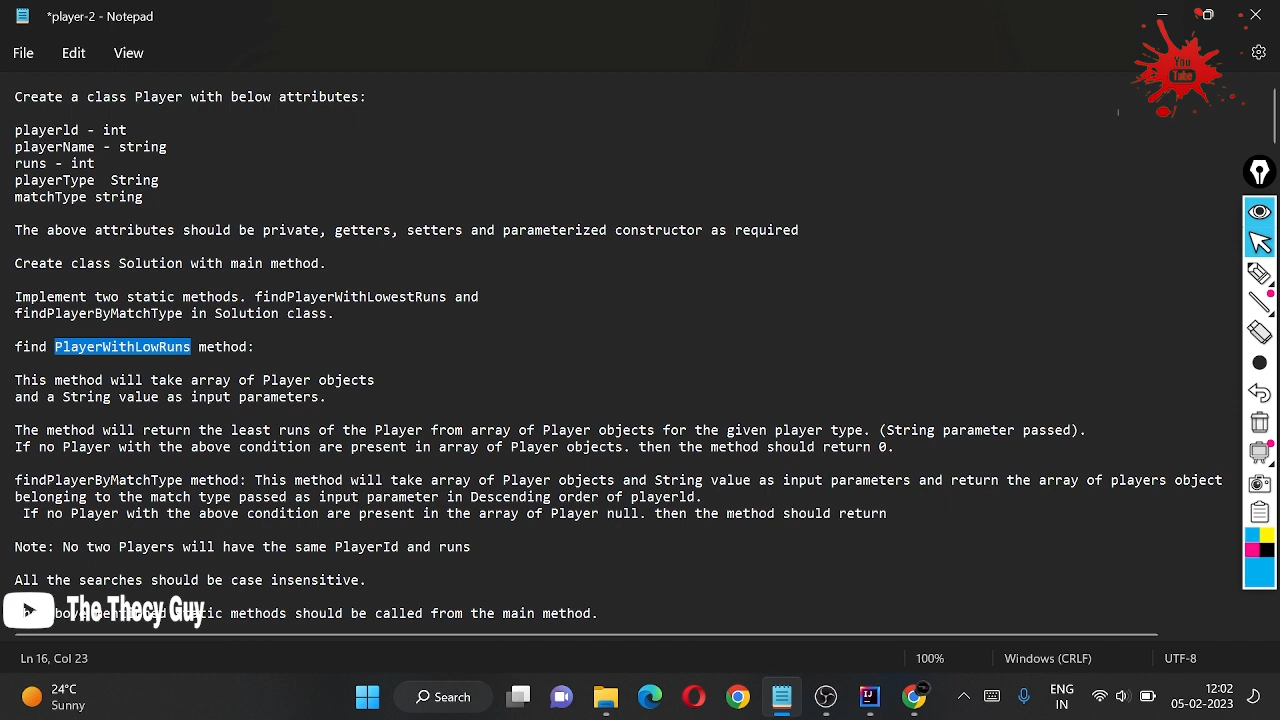 *player-2 - Notepad
File Edit View
You
Tube
Create a class Player with below attributes:
playerld - int
playerName - string
runs - int
playerType  String
matchType string
The above attributes should be private, getters, setters and parameterized constructor as required
Create class Solution with main method.
Implement two static methods. findPlayerWithLowestRuns and
findPlayerByMatchType in Solution class.
find PlayerWithLowRuns method:
This method will take array of Player objects
and a String value as input parameters.
The method will return the least runs of the Player from array of Player objects for the given player type. (String parameter passed).
If no Player with the above condition are present in array of Player objects. then the method should return 0.
findPlayerByMatchType method: This method will take array of Player objects and String value as input parameters and return the array of players object
belonging to the match type passed as input parameter in Descending order of playerld.
If no Player with the above condition are present in the array of Player null. then the method should return
Note: No two Players will have the same PlayerId and runs
All the searches should be case insensitive.
methods should be called from the main method.
The Thecy Guy
Ln 16, Col 23
100%
Windows (CRLF)
UTF-8
24°C
Sunny
Search
ENG
IN
12:02
05-02-2023